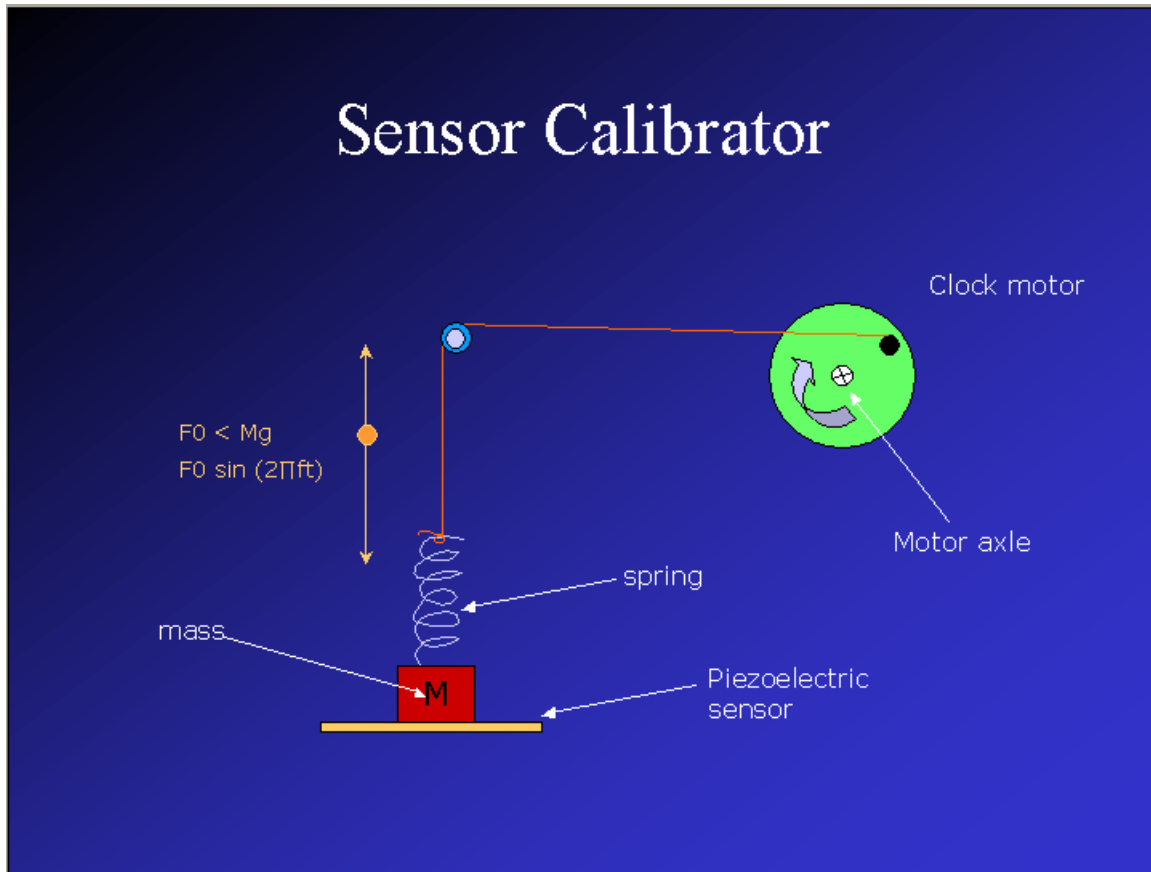 Sensor Calibrator
Clock motor
F0 < Mg
F0 sin (2Πft)
Motor axle
spring
mass
M
Piezoelectric
sensor